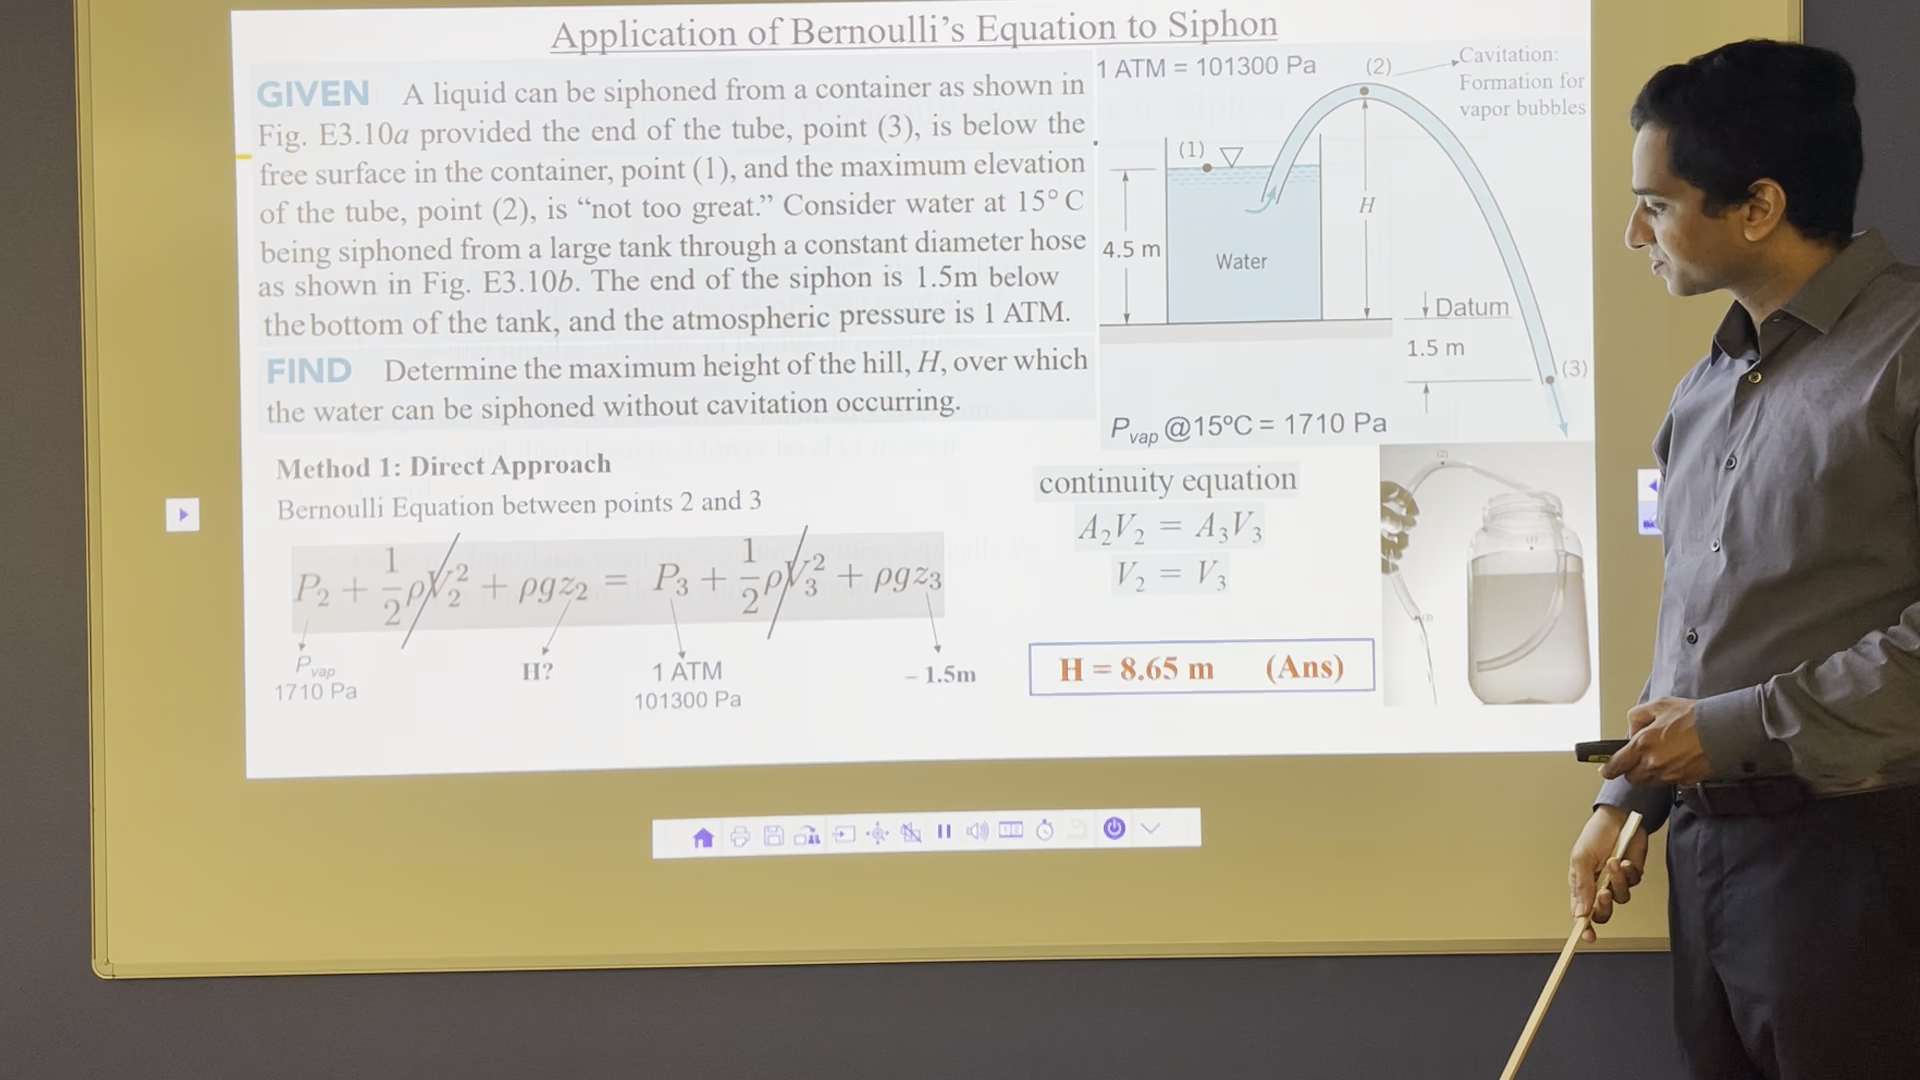 Application of Bernoulli's Equation to Siphon
GIVEN A liquid can be siphoned from a container as shown in
Fig. E3.10a provided the end of the tube, point (3), is below the
free surface in the container, point (1), and the maximum elevation
of the tube, point (2), is “not too great.” Consider water at 15° C
being siphoned from a large tank through a constant diameter hose
as shown in Fig. E3.10b. The end of the siphon is 1.5m below
the bottom of the tank, and the atmospheric pressure is 1 ATM.
FIND Determine the maximum height of the hill, H, over which
the water can be siphoned without cavitation occurring.
1 ATM = 101300 Pa
(2)
Cavitation:
Formation for
vapor bubbles
(1)
H
4.5 m
Water
Datum
1.5 m
(3)
Pvap @15ºC = 1710 Pa
Method 1: Direct Approach
Bernoulli Equation between points 2 and 3
P₂ + 1/2 ρV₂² + ρgz₂ = P₃ + 1/2 ρV₃² + ρgz₃
Pvap
1710 Pa
H?
1 ATM
101300 Pa
– 1.5m
continuity equation
A₂V₂ = A₃V₃
V₂ = V₃
H = 8.65 m (Ans)
(2)
(1)
(3)